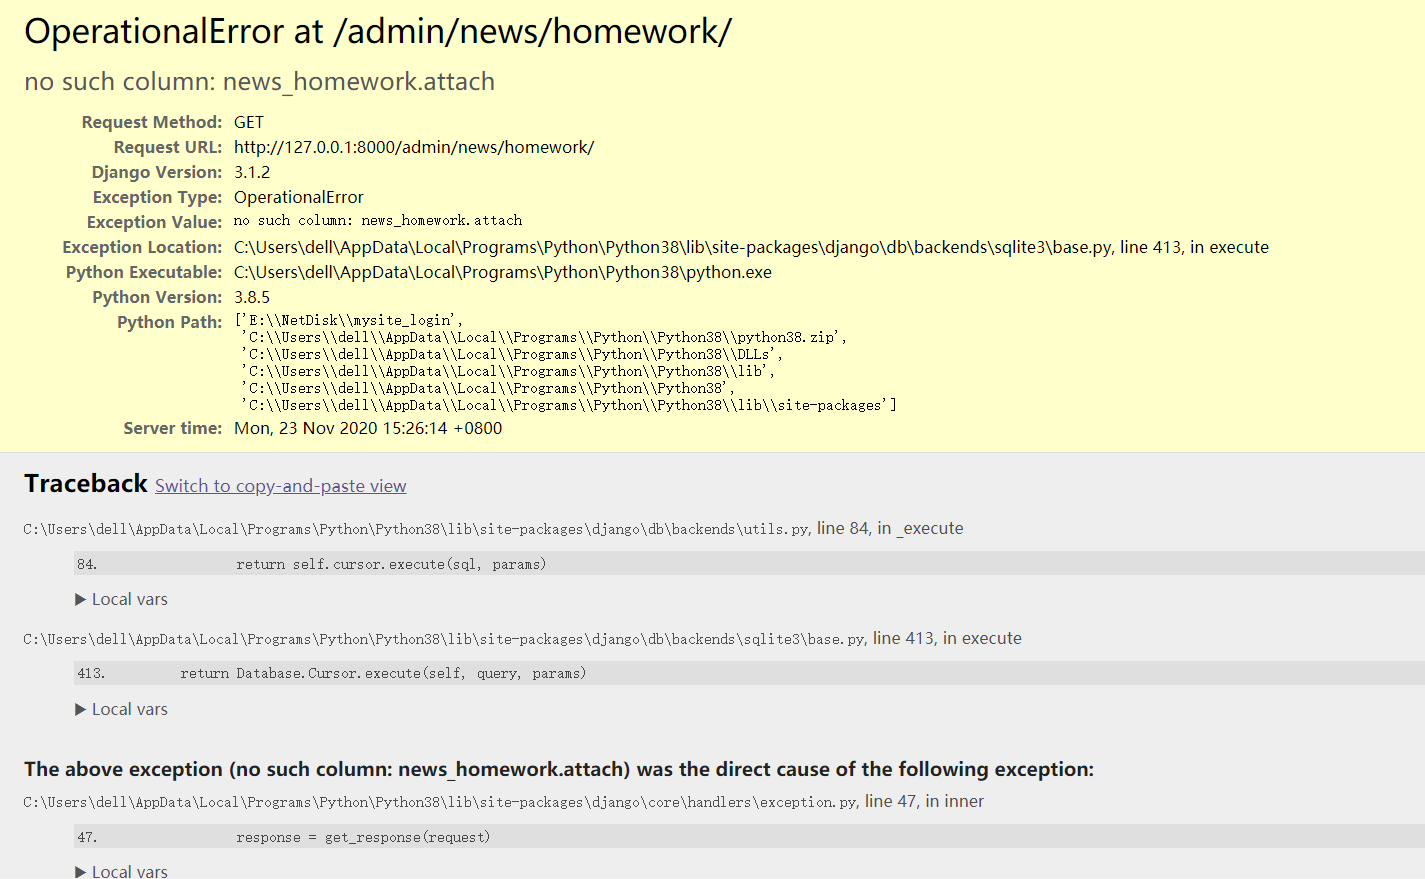 OperationalError at /admin/news/homework/
no such column: news_homework.attach
Request Method: GET
Request URL: http://127.0.0.1:8000/admin/news/homework/
Django Version: 3.1.2
Exception Type: OperationalError
Exception Value: no such column: news_homework.attach
Exception Location: C:\Users\dell\AppData\Local\Programs\Python\Python38\lib\site-packages\django\db\backends\sqlite3\base.py, line 413, in execute
Python Executable: C:\Users\dell\AppData\Local\Programs\Python\Python38\python.exe
Python Version: 3.8.5
Python Path: ['E:\\NetDisk\\mysite_login',
'C:\\Users\\dell\\AppData\\Local\\Programs\\Python\\Python38\\python38.zip',
'C:\\Users\\dell\\AppData\\Local\\Programs\\Python\\Python38\\DLLs',
'C:\\Users\\dell\\AppData\\Local\\Programs\\Python\\Python38\\lib',
'C:\\Users\\dell\\AppData\\Local\\Programs\\Python\\Python38',
'C:\\Users\\dell\\AppData\\Local\\Programs\\Python\\Python38\\lib\\site-packages']
Server time: Mon, 23 Nov 2020 15:26:14 +0800
Traceback Switch to copy-and-paste view
C:\Users\dell\AppData\Local\Programs\Python\Python38\lib\site-packages\django\db\backends\utils.py, line 84, in _execute
84. return self.cursor.execute(sql, params)
▶ Local vars
C:\Users\dell\AppData\Local\Programs\Python\Python38\lib\site-packages\django\db\backends\sqlite3\base.py, line 413, in execute
413. return Database.Cursor.execute(self, query, params)
▶ Local vars
The above exception (no such column: news_homework.attach) was the direct cause of the following exception:
C:\Users\dell\AppData\Local\Programs\Python\Python38\lib\site-packages\django\core\handlers\exception.py, line 47, in inner
47. response = get_response(request)
▶ Local vars